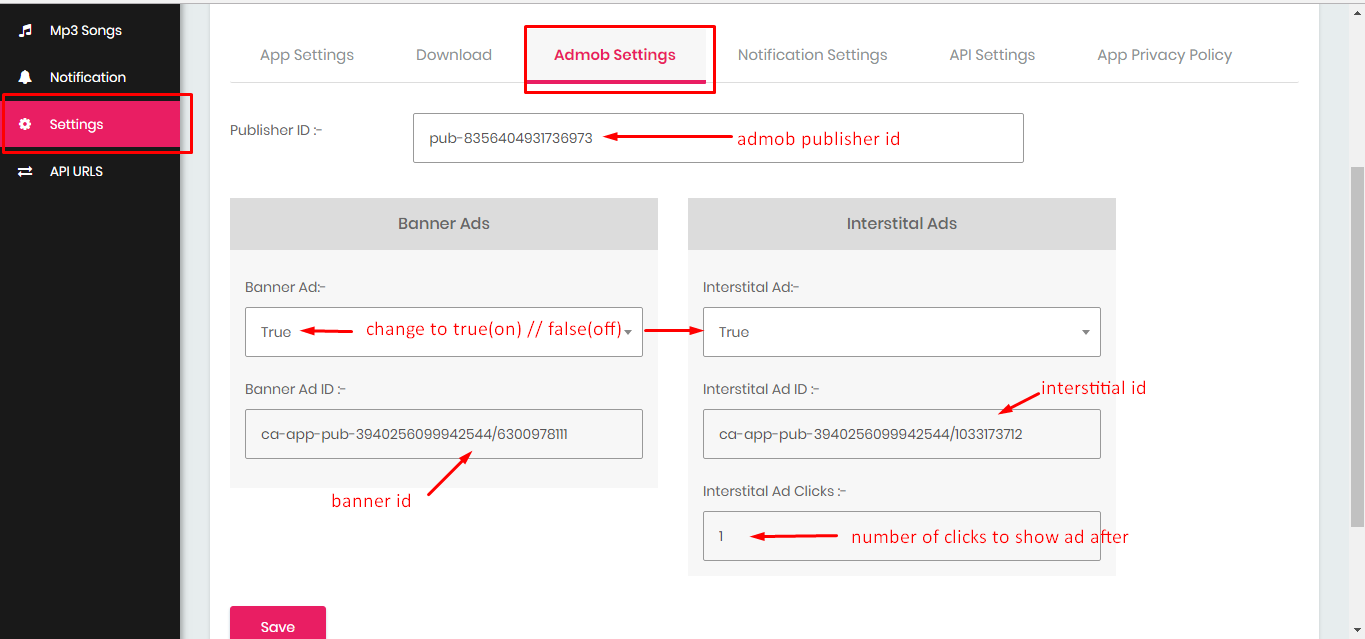 Mp3 Songs
Notification
Settings
API URLS
App Settings
Download
Admob Settings
Notification Settings
API Settings
App Privacy Policy
Publisher ID :-
pub-8356404931736973
admob publisher id
Banner Ads
Banner Ad:-
True
change to true(on) // false(off)
Banner Ad ID :-
ca-app-pub-3940256099942544/6300978111
banner id
Interstital Ads
Interstital Ad:-
True
Interstital Ad ID :-
interstitial id
ca-app-pub-3940256099942544/1033173712
Interstital Ad Clicks :-
1
number of clicks to show ad after
Save